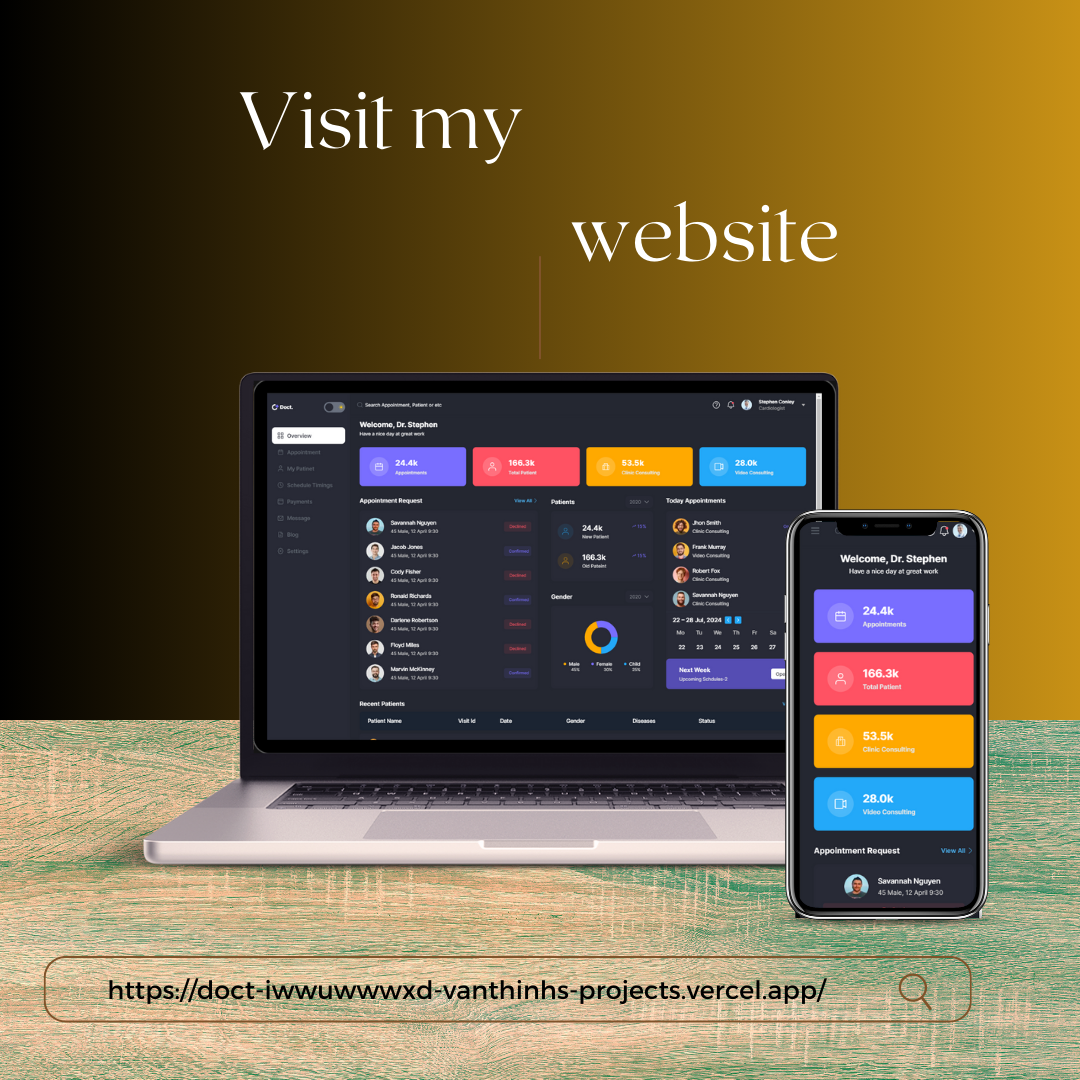 Visit my
website
Doct.
Search Appointment, Patient or etc
Stephen Conley
Cardiologist
Overview
Appointment
My Patient
Schedule Timings
Payments
Message
Blog
Settings
Welcome, Dr. Stephen
Have a nice day at great work
24.4k
Appointments
166.3k
Total Patient
53.5k
Clinic Consulting
28.0k
Video Consulting
Appointment Request
View All
Savannah Nguyen
45 Male, 12 April 9:30
Declined
Jacob Jones
45 Male, 12 April 9:30
Confirmed
Cody Fisher
45 Male, 12 April 9:30
Declined
Ronald Richards
45 Male, 12 April 9:30
Confirmed
Darlene Robertson
45 Male, 12 April 9:30
Declined
Floyd Miles
45 Male, 12 April 9:30
Declined
Marvin McKinney
45 Male, 12 April 9:30
Confirmed
Patients
2020
24.4k
New Patient
15%
166.3k
Old Pateint
15%
Gender
2020
Male
45%
Female
30%
Child
25%
Today Appointments
Jhon Smith
Clinic Consulting
Frank Murray
Video Consulting
Robert Fox
Clinic Consulting
Savannah Nguyen
Clinic Consulting
22 – 28 Jul, 2024
Mo Tu We Th Fr Sa
22 23 24 25 26 27
Next Week
Upcoming Schdules-2
Recent Patients
Patient Name Visit Id Date Gender Diseases Status
Welcome, Dr. Stephen
Have a nice day at great work
24.4k
Appointments
166.3k
Total Patient
53.5k
Clinic Consulting
28.0k
Video Consulting
Appointment Request
View All
Savannah Nguyen
45 Male, 12 April 9:30
https://doct-iwwuwwwxd-vanthinhs-projects.vercel.app/